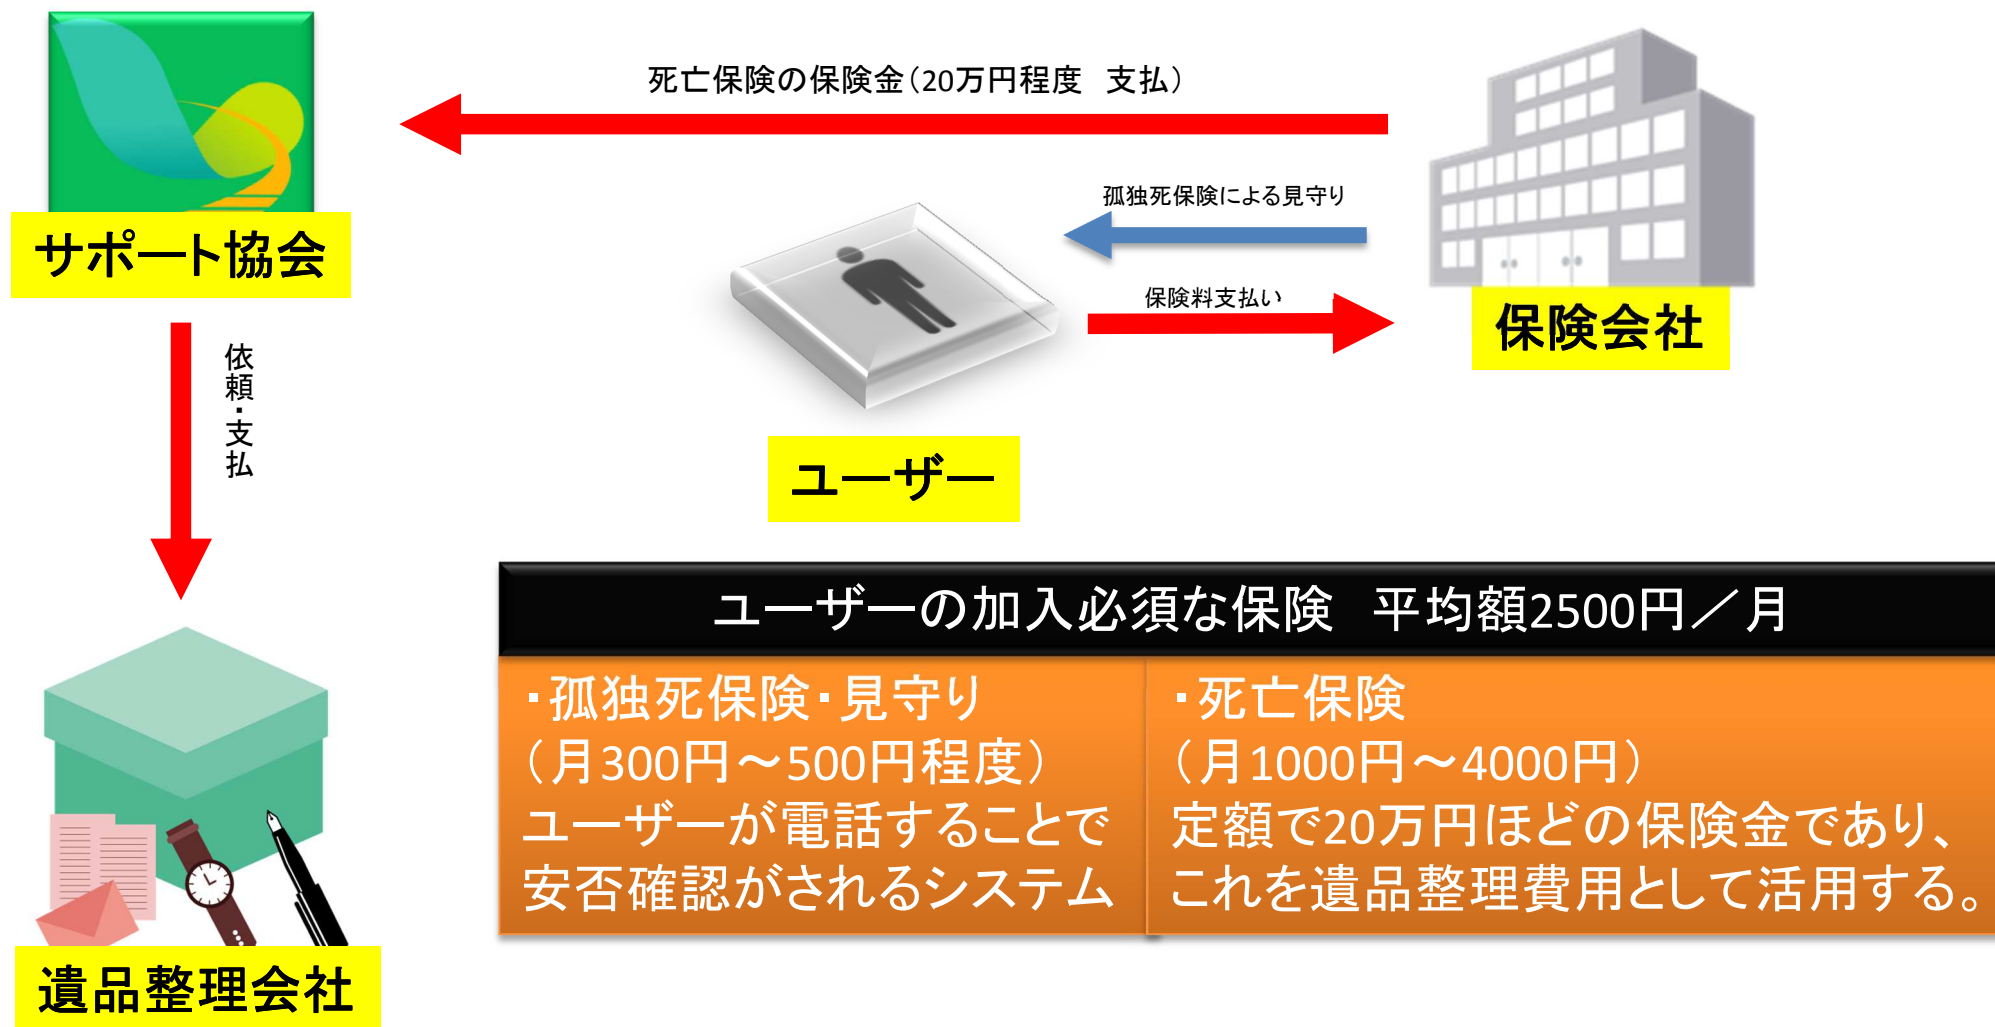 死亡保険の保険金(20万円程度　支払)
孤独死保険による見守り
保険料支払い
サポート協会
保険会社
依頼・支払
ユーザー
ユーザーの加入必須な保険　平均額2500円／月
・孤独死保険・見守り
(月300円～500円程度)
ユーザーが電話することで
安否確認がされるシステム
・死亡保険
(月1000円～4000円)
定額で20万円ほどの保険金であり、
これを遺品整理費用として活用する。
遺品整理会社